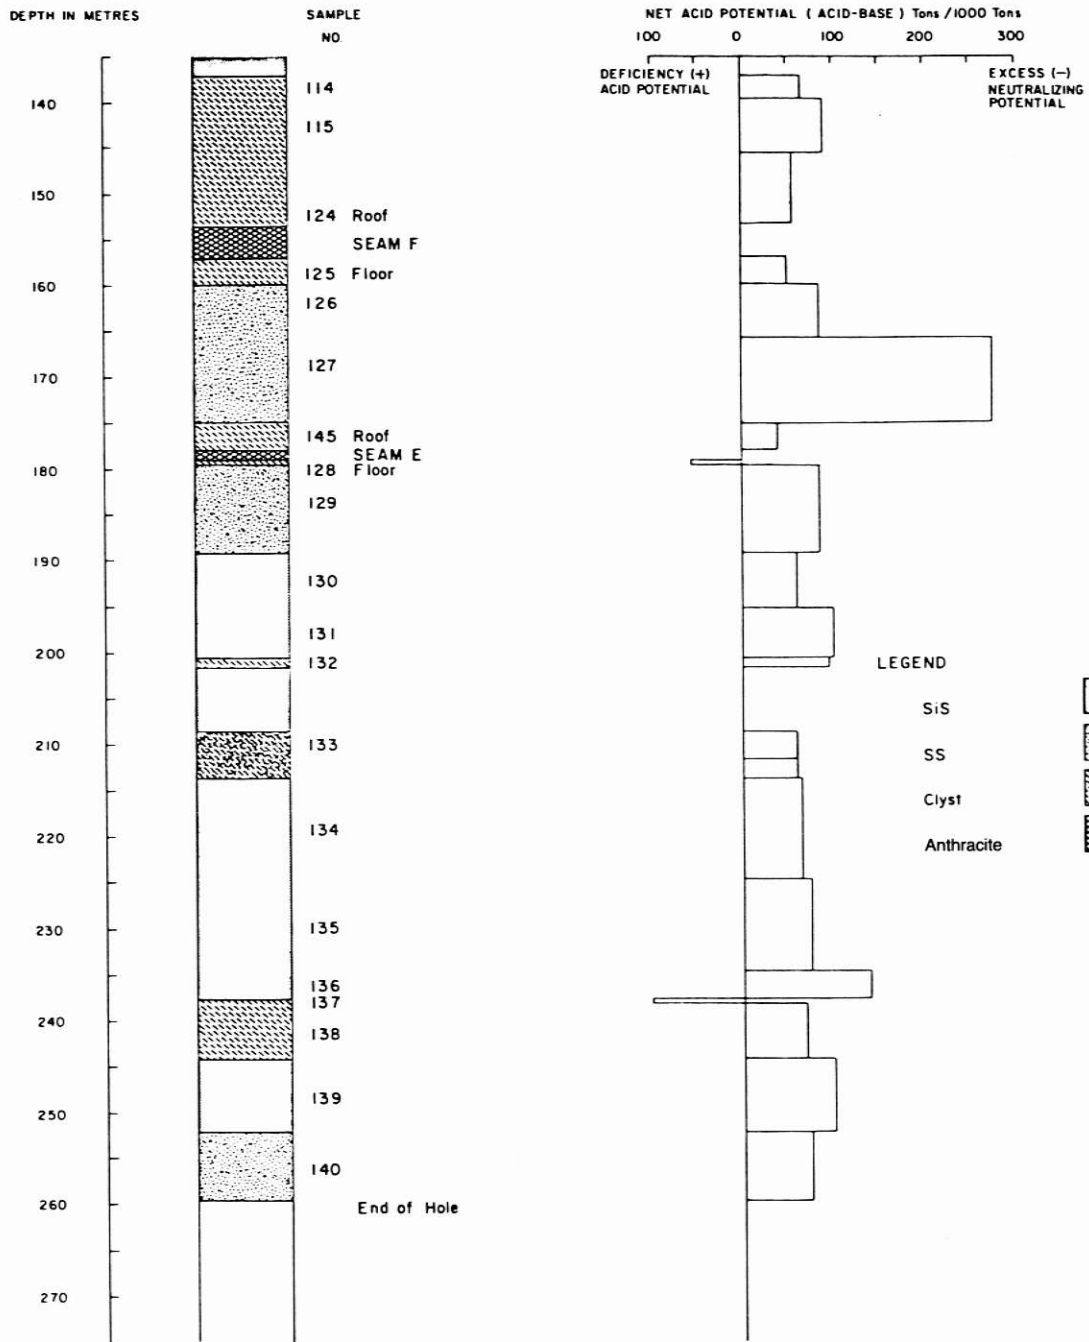 DEPTH IN METRES
SAMPLE
NO.
NET ACID POTENTIAL ( ACID-BASE ) Tons /1000 Tons
100 0 100 200 300
DEFICIENCY (+)
ACID POTENTIAL
EXCESS (-)
NEUTRALIZING
POTENTIAL
140
150
160
170
180
190
200
210
220
230
240
250
260
270
114
115
124 Roof
SEAM F
125 Floor
126
127
145 Roof
SEAM E
128 Floor
129
130
131
132
133
134
135
136
137
138
139
140
End of Hole
LEGEND
SiS
SS
Clyst
Anthracite